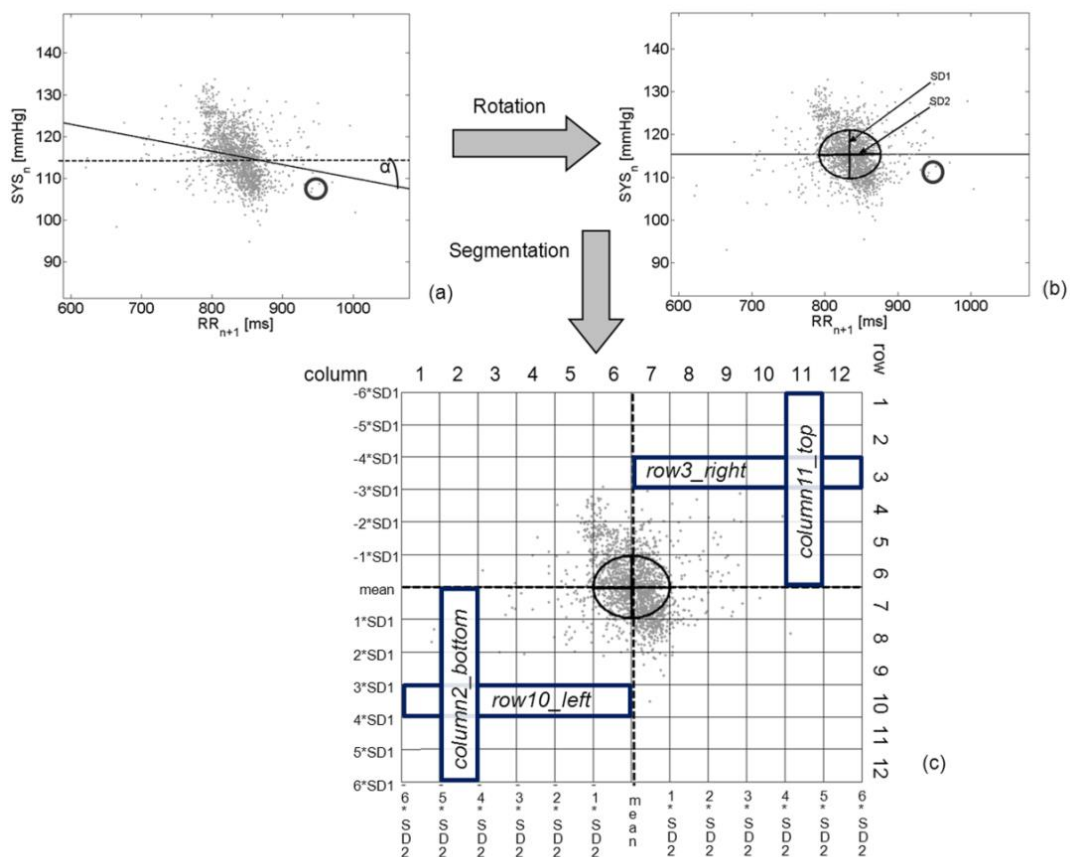 140
130
120
110
100
90
SYSn [mmHg]
α
600 700 800 900 1000
RRn+1 [ms]
(a)
Rotation
Segmentation
140
130
120
110
100
90
SYSn [mmHg]
SD1
SD2
600 700 800 900 1000
RRn+1 [ms]
(b)
column 1 2 3 4 5 6 7 8 9 10 11 12
row
-6*SD1
-5*SD1
-4*SD1
-3*SD1
-2*SD1
-1*SD1
mean
1*SD1
2*SD1
3*SD1
4*SD1
5*SD1
6*SD1
1
2
3
4
5
6
7
8
9
10
11
12
row3_right
column11_top
column2_bottom
row10_left
(c)
6*SD2
-5*SD2
-4*SD2
-3*SD2
-2*SD2
-1*SD2
mean
1*SD2
2*SD2
3*SD2
4*SD2
5*SD2
6*SD2